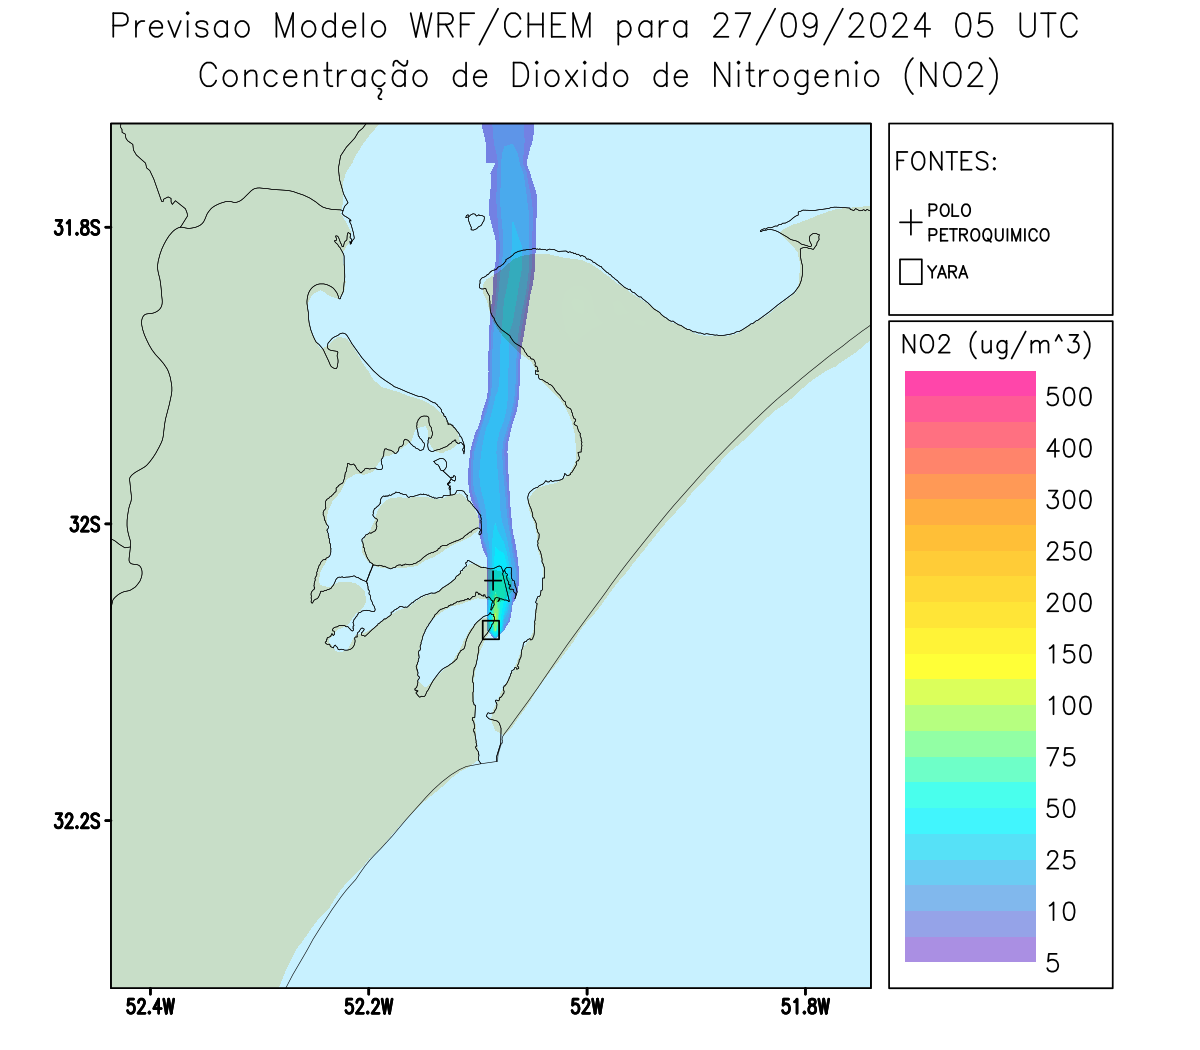 Previsao Modelo WRF/CHEM para 27/09/2024 05 UTC
Concentração de Dioxido de Nitrogenio (NO2)
FONTES:
POLO
PETROQUIMICO
YARA
NO2 (ug/m^3)
500
400
300
250
200
150
100
75
50
25
10
5
31.8S
32S
32.2S
52.4W
52.2W
52W
51.8W